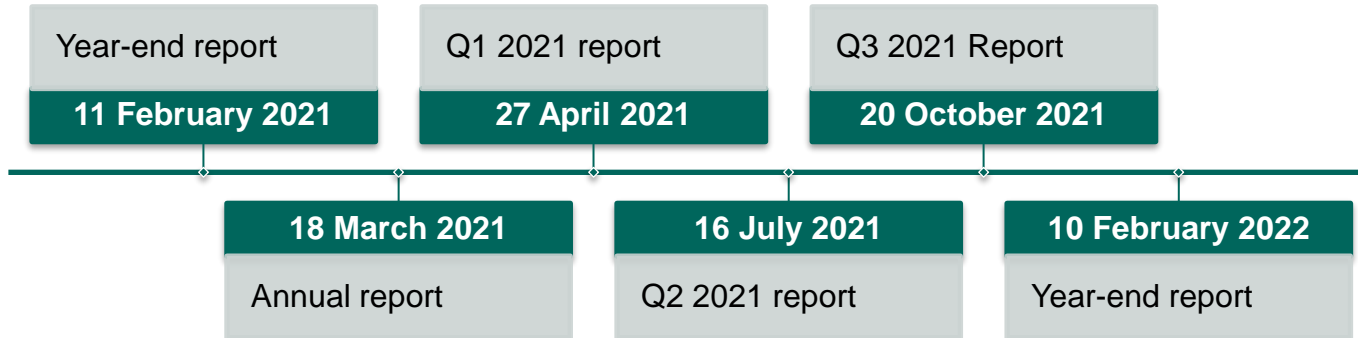 Year-end report
11 February 2021
Q1 2021 report
27 April 2021
Q3 2021 Report
20 October 2021
18 March 2021
Annual report
16 July 2021
Q2 2021 report
10 February 2022
Year-end report